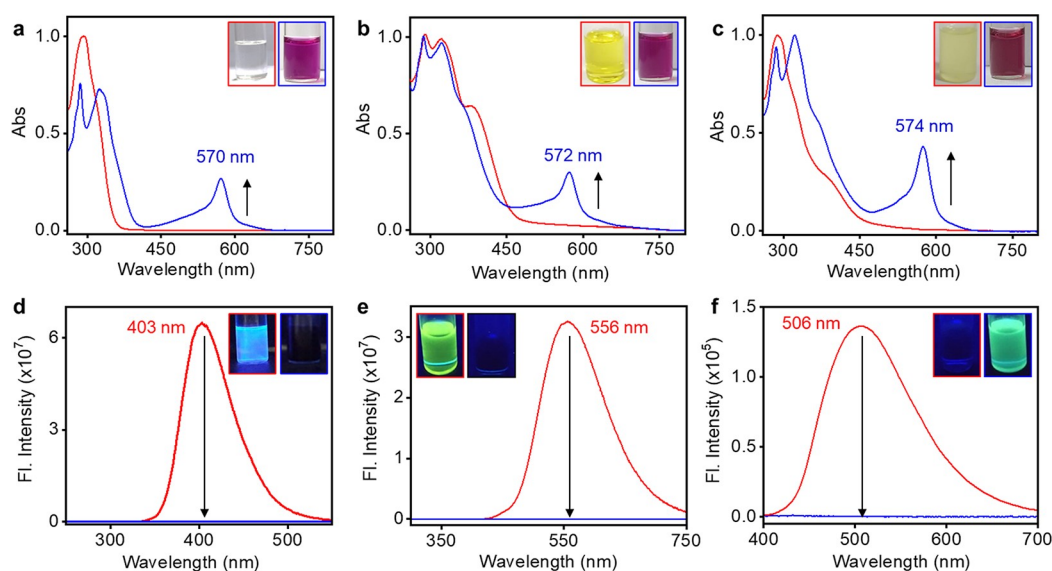 a
Abs
1.0
0.5
0.0
570 nm
300 450 600 750
Wavelength (nm)
b
Abs
1.0
0.5
0.0
572 nm
300 450 600 750
Wavelength (nm)
c
Abs
1.0
0.5
0.0
574 nm
300 450 600 750
Wavelength(nm)
d
Fl. Intensity (x10⁷)
6
3
0
403 nm
300 400 500
Wavelength (nm)
e
Fl. Intensity (x10⁷)
3
2
0
556 nm
350 550 750
Wavelength (nm)
f
Fl. Intensity (x10⁵)
1.5
1.0
0.5
0.0
506 nm
400 500 600 700
Wavelength (nm)